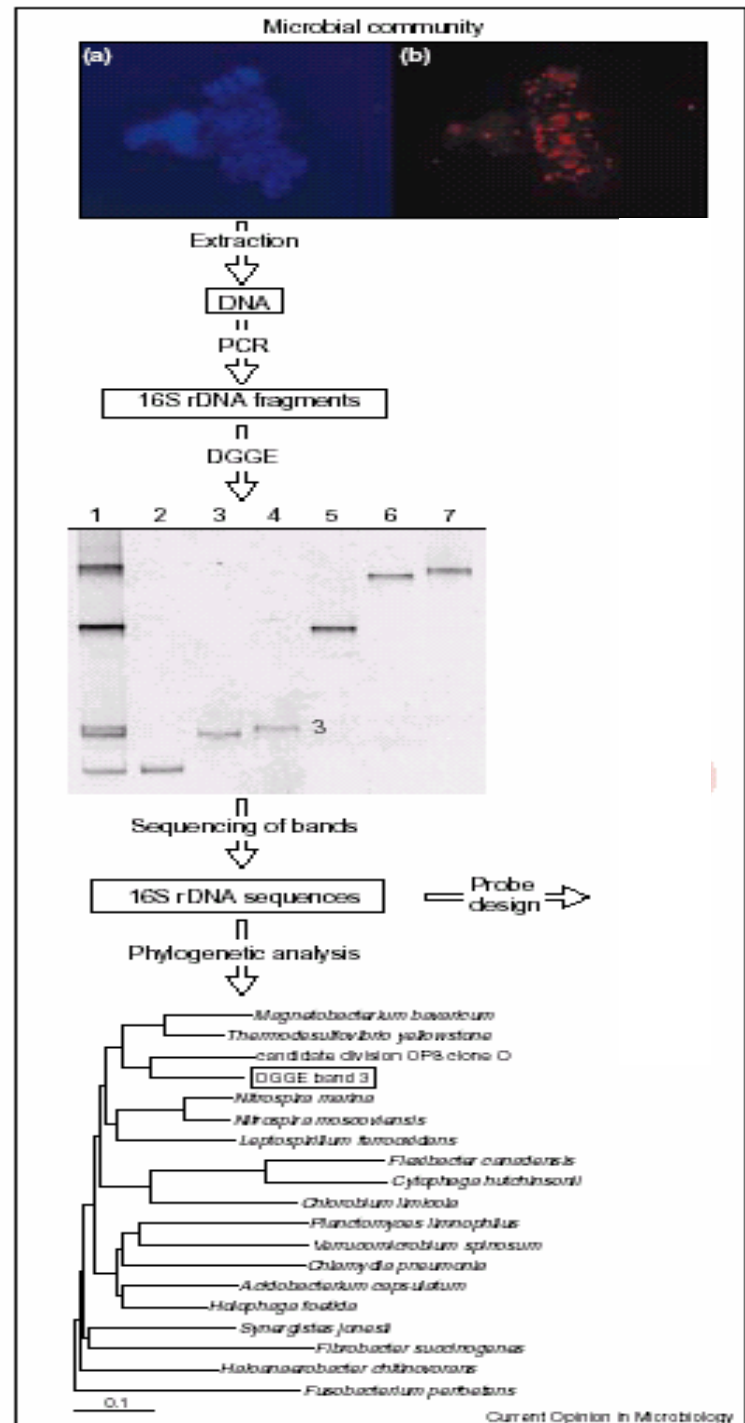 Microbial community
(a) (b)
Extraction
DNA
PCR
16S rDNA fragments
DGGE
1 2 3 4 5 6 7
3
Sequencing of bands
16S rDNA sequences
Probe
design
Phylogenetic analysis
Magnetobacterium bavaricum
Thermodesulfovibrio yellowstone
candidate division OP8 clone O
DGGE band 3
Nitrospira marina
Nitrospira moscoviensis
Leptospirillum ferrooxidans
Flexibacter canadensis
Cytophaga hutchinsonii
Chlorobium limicola
Planctomyces limnophilus
Verrucomicrobium spinosum
Chlamydia pneumonia
Acidobacterium capsulatum
Holophaga foetida
Synergistes jonesii
Fibrobacter succinogenes
Haloanaerobacter chitinovorans
Fusobacterium
0.1
Current Opinion in Microbiology